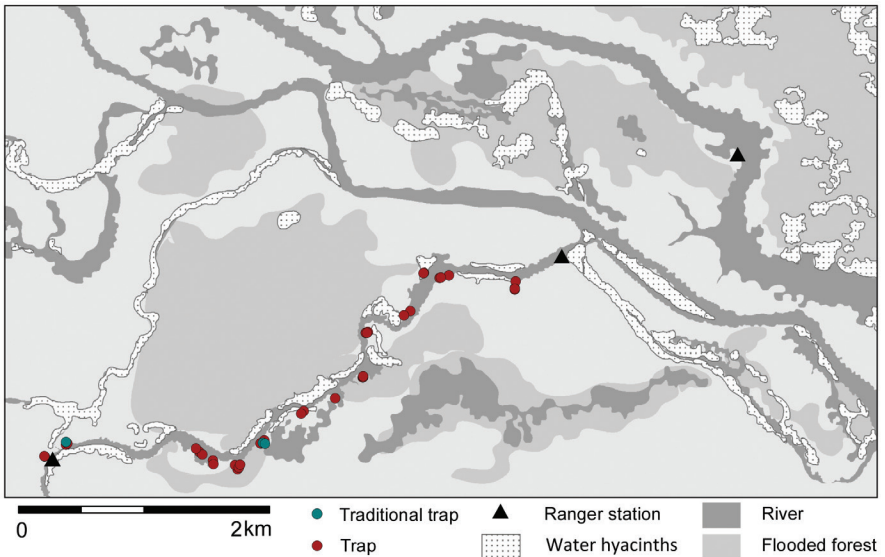 Traditional trap Ranger station River
0 2km Trap Water hyacinths Flooded forest